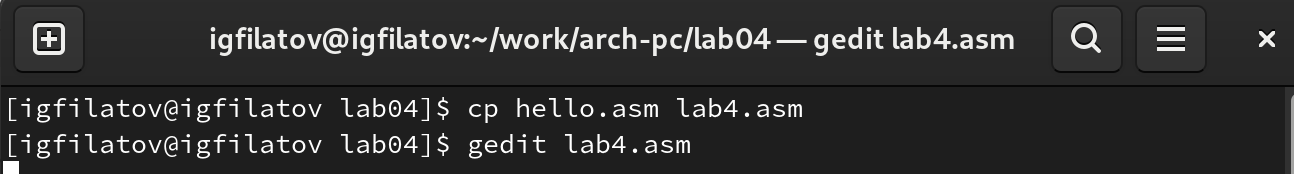 igfilatov@igfilatov:~/work/arch-pc/lab04 — gedit lab4.asm
[igfilatov@igfilatov lab04]$ cp hello.asm lab4.asm
[igfilatov@igfilatov lab04]$ gedit lab4.asm